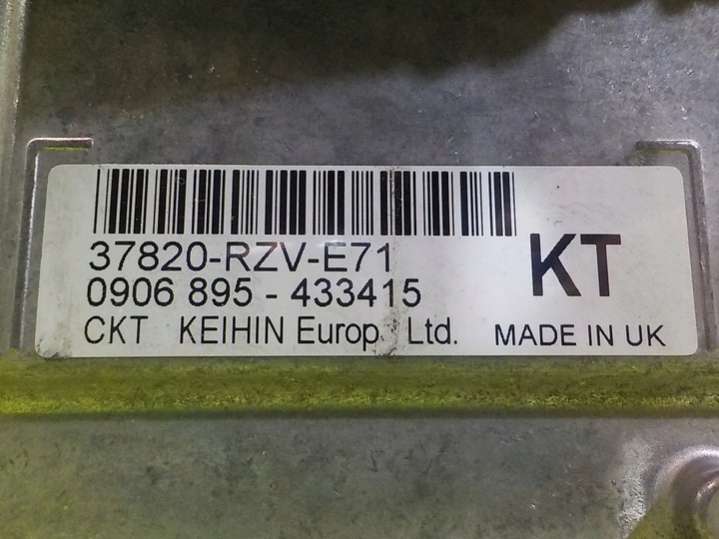 37820-RZV-E71
0906 895 - 433415
KT
CKT KEIHIN Europ Ltd.
MADE IN UK